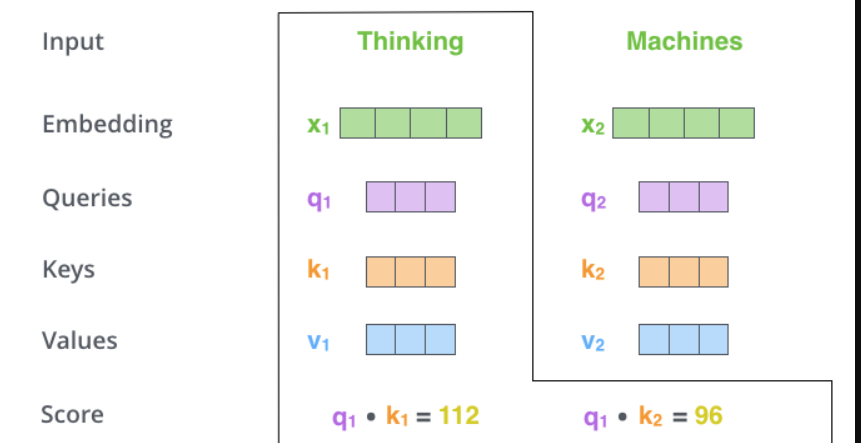 Input Thinking Machines
Embedding x₁ x₂
Queries q₁ q₂
Keys k₁ k₂
Values v₁ v₂
Score q₁ • k₁ = 112 q₁ • k₂ = 96